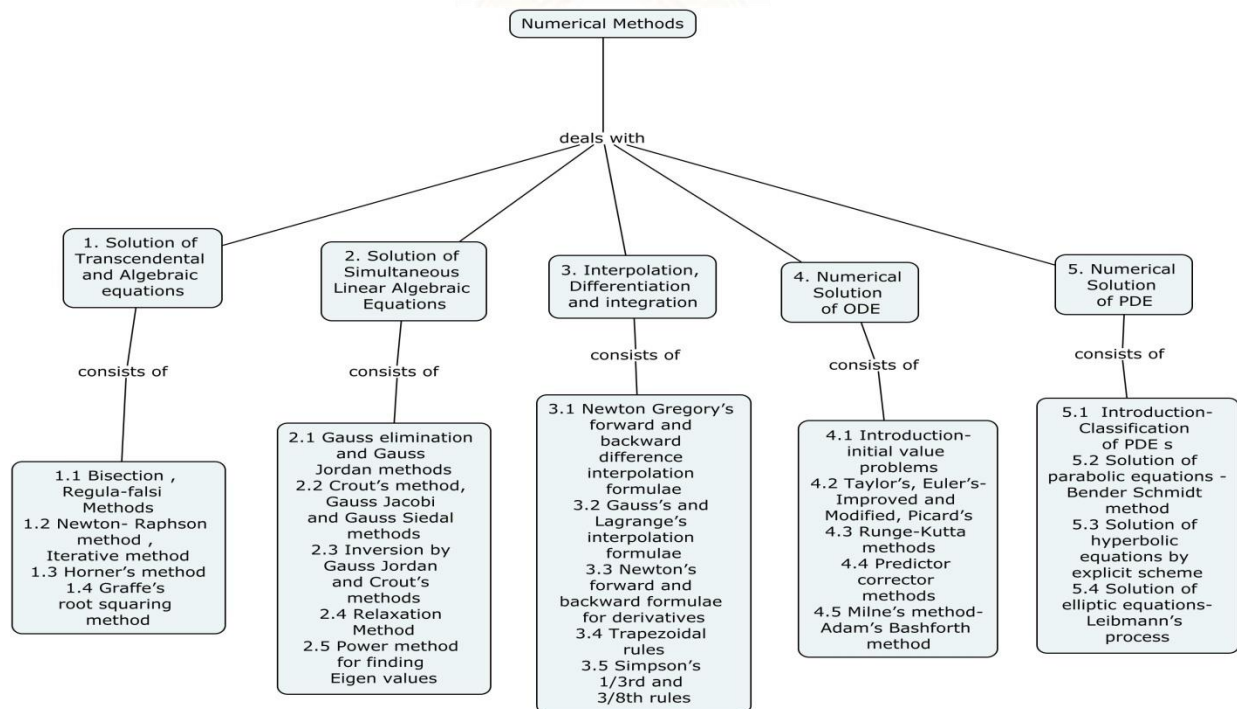 Numerical Methods
deals with
1. Solution of
Transcendental
and Algebraic
equations
2. Solution of
Simultaneous
Linear Algebraic
Equations
3. Interpolation,
Differentiation
and integration
4. Numerical
Solution
of ODE
5. Numerical
Solution
of PDE
consists of
consists of
consists of
consists of
consists of
1.1 Bisection ,
Regula-falsi
Methods
1.2 Newton- Raphson
method ,
Iterative method
1.3 Horner’s method
1.4 Graffe’s
root squaring
method
2.1 Gauss elimination
and Gauss
Jordan methods
2.2 Crout’s method,
Gauss Jacobi
and Gauss Siedal
methods
2.3 Inversion by
Gauss Jordan
and Crout’s
methods
2.4 Relaxation
Method
2.5 Power method
for finding
Eigen values
3.1 Newton Gregory’s
forward and
backward
difference
interpolation
formulae
3.2 Gauss’s and
Lagrange’s
interpolation
formulae
3.3 Newton’s
forward and
backward formulae
for derivatives
3.4 Trapezoidal
rules
3.5 Simpson’s
1/3rd and
3/8th rules
4.1 Introduction-
initial value
problems
4.2 Taylor’s, Euler’s-
Improved and
Modified, Picard’s
4.3 Runge-Kutta
methods
4.4 Predictor
corrector
methods
4.5 Milne’s method-
Adam’s Bashforth
method
5.1 Introduction-
Classification
of PDE s
5.2 Solution of
parabolic equations -
Bender Schmidt
method
5.3 Solution of
hyperbolic
equations by
explicit scheme
5.4 Solution of
elliptic equations-
Leibmann’s
process